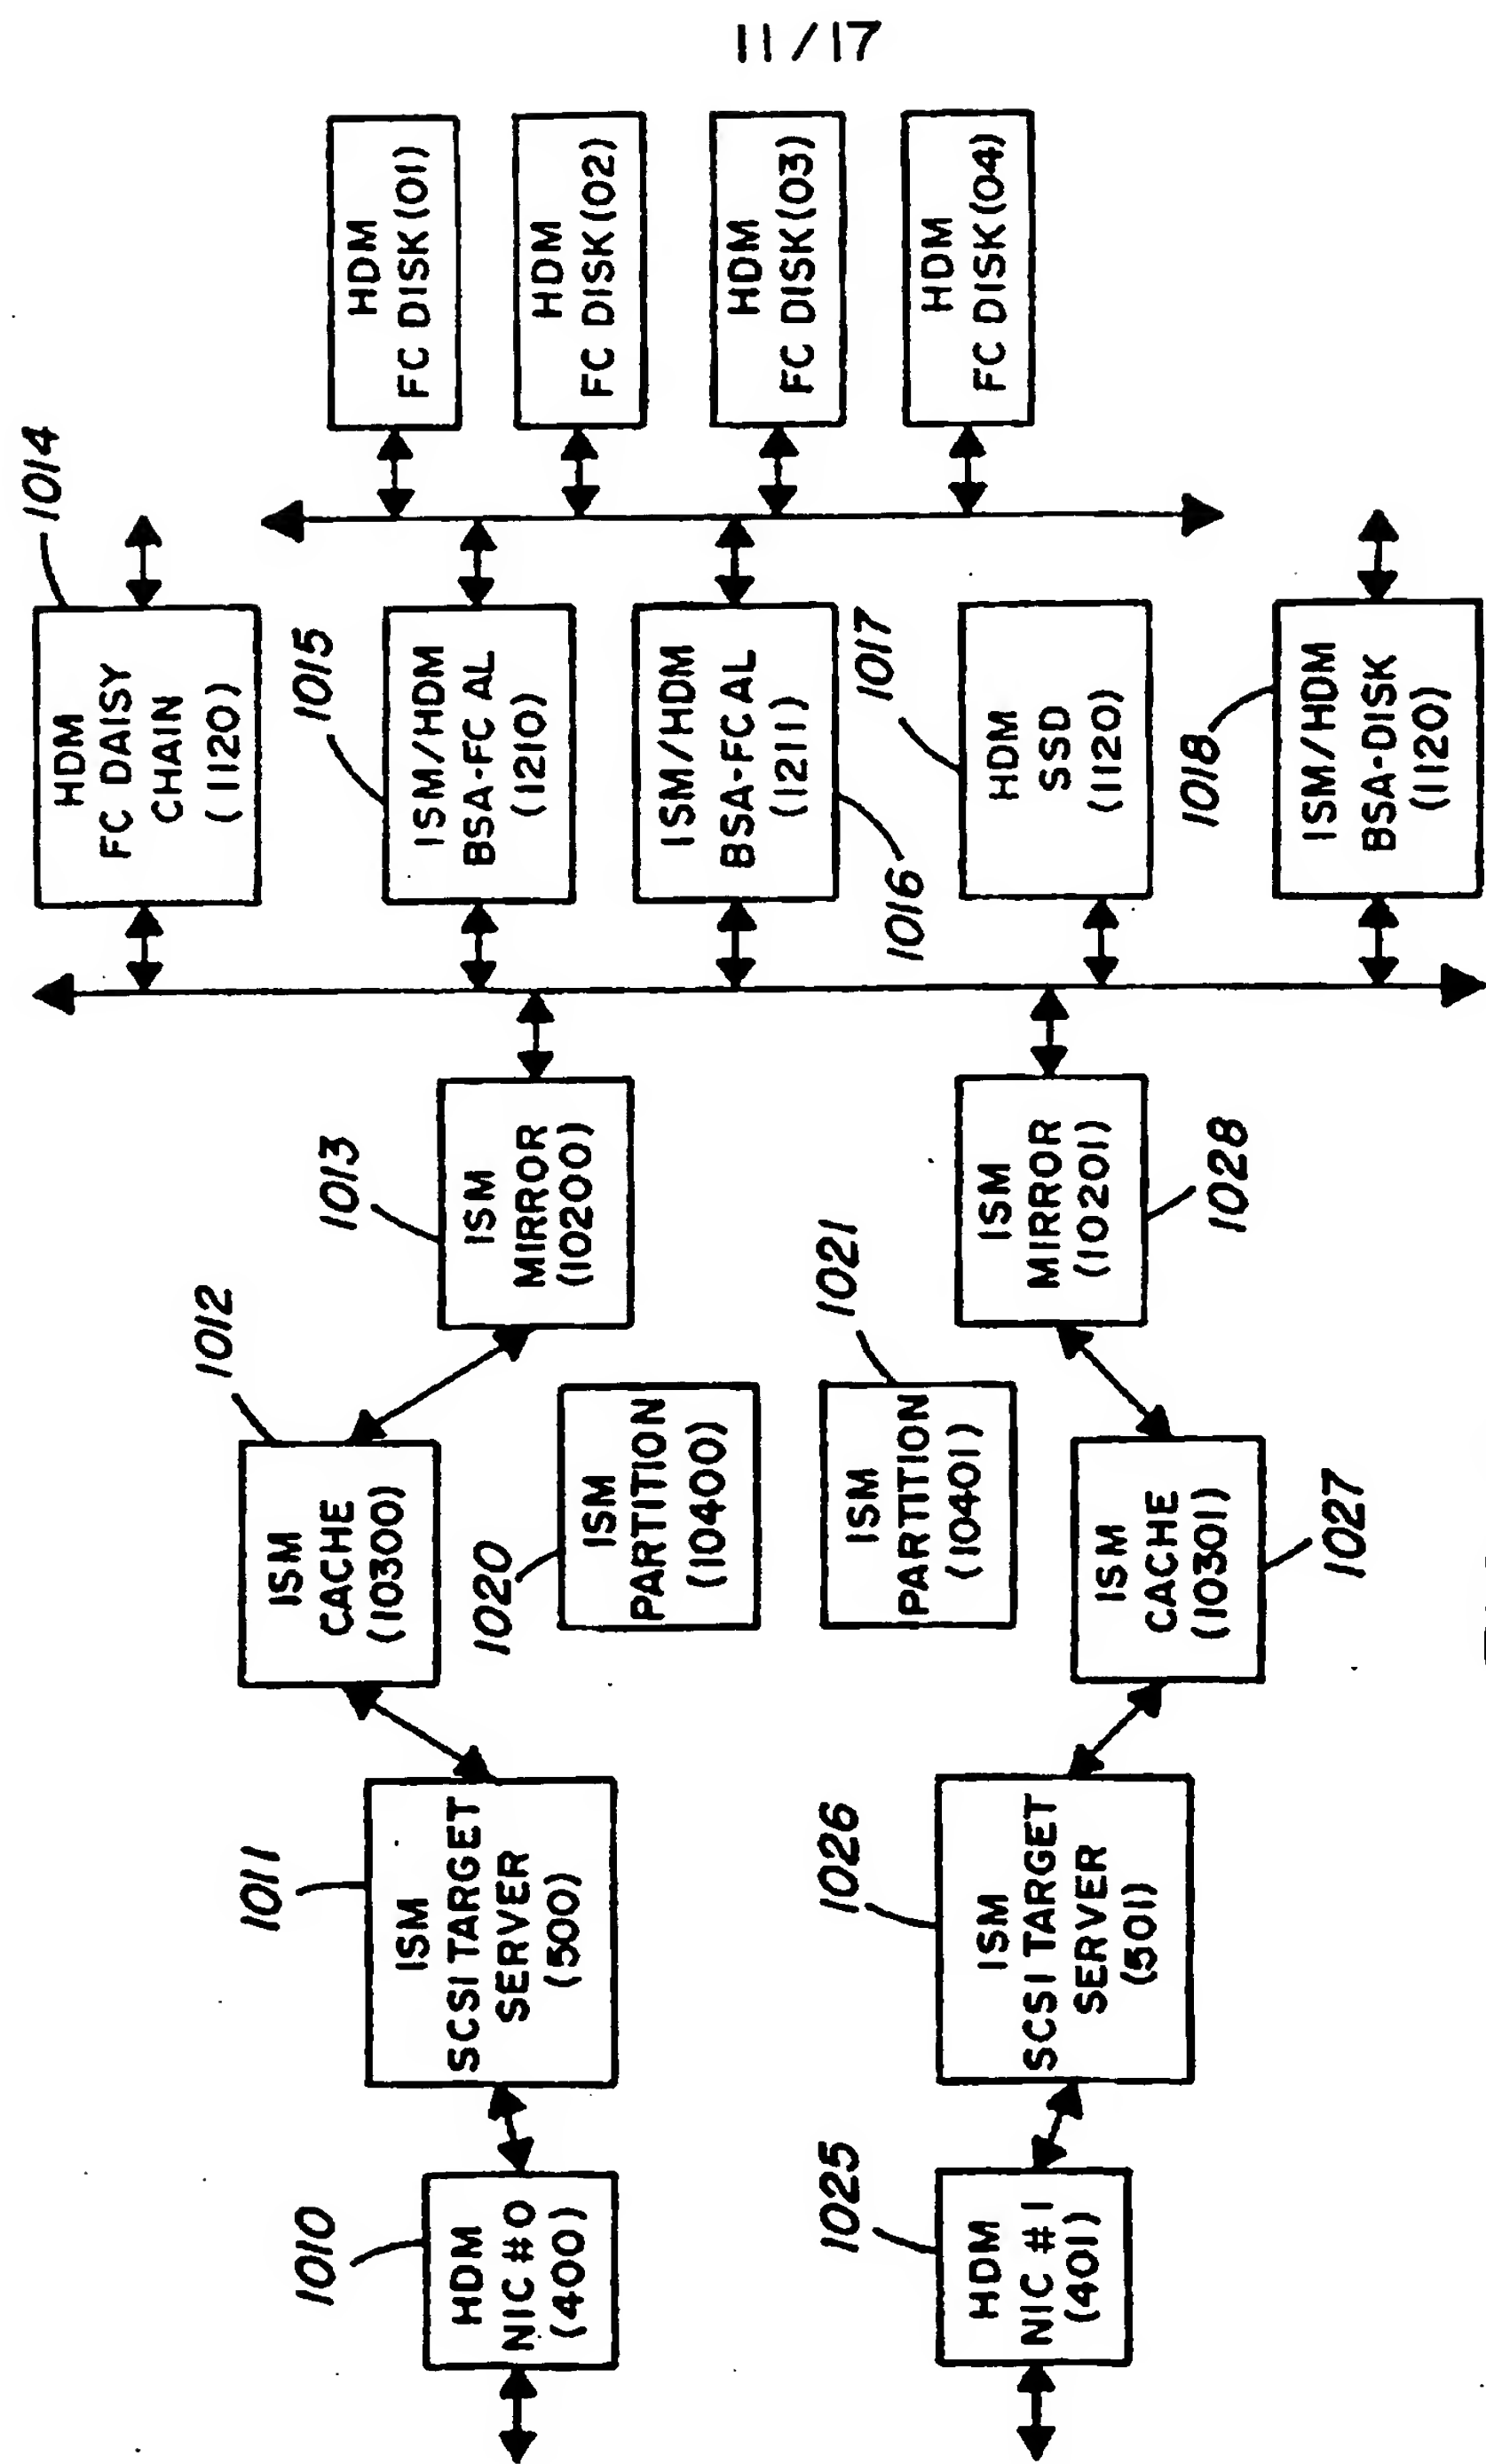 11/17
HDM
NIC #0
(400)
1010
ISM
SCSI TARGET
SERVER
(500)
1011
ISM
CACHE
(10300)
1012
ISM
PARTITION
(10400)
1020
ISM
MIRROR
(10200)
1013
HDM
NIC #1
(401)
1025
ISM
SCSI TARGET
SERVER
(501)
1026
ISM
CACHE
(10301)
1027
ISM
PARTITION
(10401)
1021
ISM
MIRROR
(10201)
1028
HDM
FC DAISY
CHAIN
(1120)
1014
ISM/HDM
BSA-FC AL
(1210)
1015
ISM/HDM
BSA-FCAL
(1211)
1016
HDM
SSD
(1120)
1017
ISM/HDM
BSA-DISK
(1120)
1018
HDM
FC DISK(01)
HDM
FC DISK(02)
HDM
FC DISK(03)
HDM
FC DISK(04)